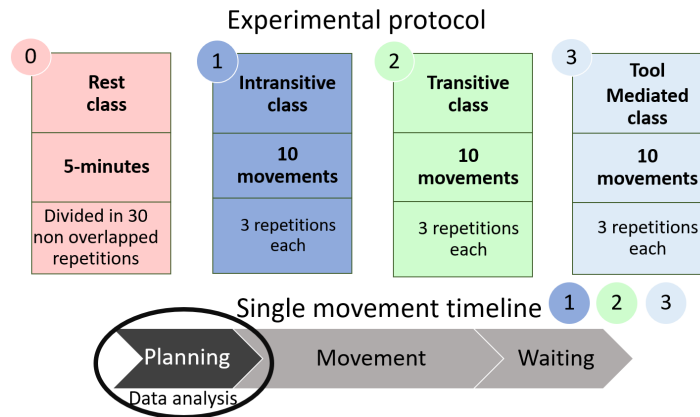 Experimental protocol
0
Rest
class
5-minutes
Divided in 30
non overlapped
repetitions
1
Intransitive
class
10
movements
3 repetitions
each
2
Transitive
class
10
movements
3 repetitions
each
3
Tool
Mediated
class
10
movements
3 repetitions
each
Single movement timeline
1
2
3
Planning
Movement
Waiting
Data analysis